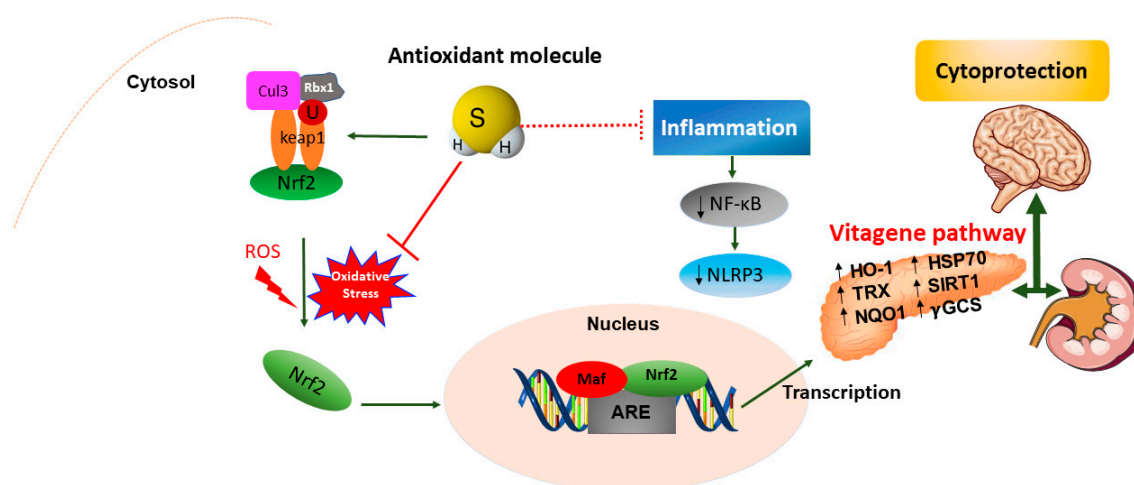 Cytosol
Antioxidant molecule
Cytoprotection
Cul3
Rbx1
U
keap1
Nrf2
S
H
H
Inflammation
↓ NF-κB
↓ NLRP3
ROS
Oxidative
Stress
Vitagene pathway
↑ HO-1 ↑ HSP70
↑ TRX ↑ SIRT1
↑ NQO1 ↑ γGCS
Nucleus
Nrf2
Maf
Nrf2
ARE
Transcription